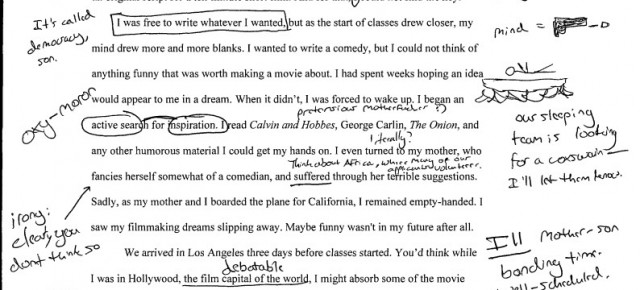 It's called
democracy,
son.
I was free to write whatever I wanted, but as the start of classes drew closer, my
mind =
mind drew more and more blanks. I wanted to write a comedy, but I could not think of
anything funny that was worth making a movie about. I had spent weeks hoping an idea
oxy-moron
would appear to me in a dream. When it did't, I was forced to wake up. I began an
pretensious motherfucker :)
active search for inspiration. I read Calvin and Hobbes, George Carlin, The Onion, and
our sleeping
team is looking
for a coxswain
I'll let them know.
literally?
any other humorous material I could get my hands on. I even turned to my mother, who
Think about Africa, where many of our
volunteer.
fancies herself somewhat of a comedian, and suffered through her terrible suggestions.
irony:
clearly you
dont think so
Sadly, as my mother and I boarded the plane for California, I remained empty-handed. I
saw my filmmaking dreams slipping away. Maybe funny wasn't in my future after all.
Ill mother-son
bonding time.
ill-scheduled.
We arrived in Los Angeles three days before classes started. You'd think while
debatable
I was in Hollywood, the film capital of the world, I might absorb some of the movie